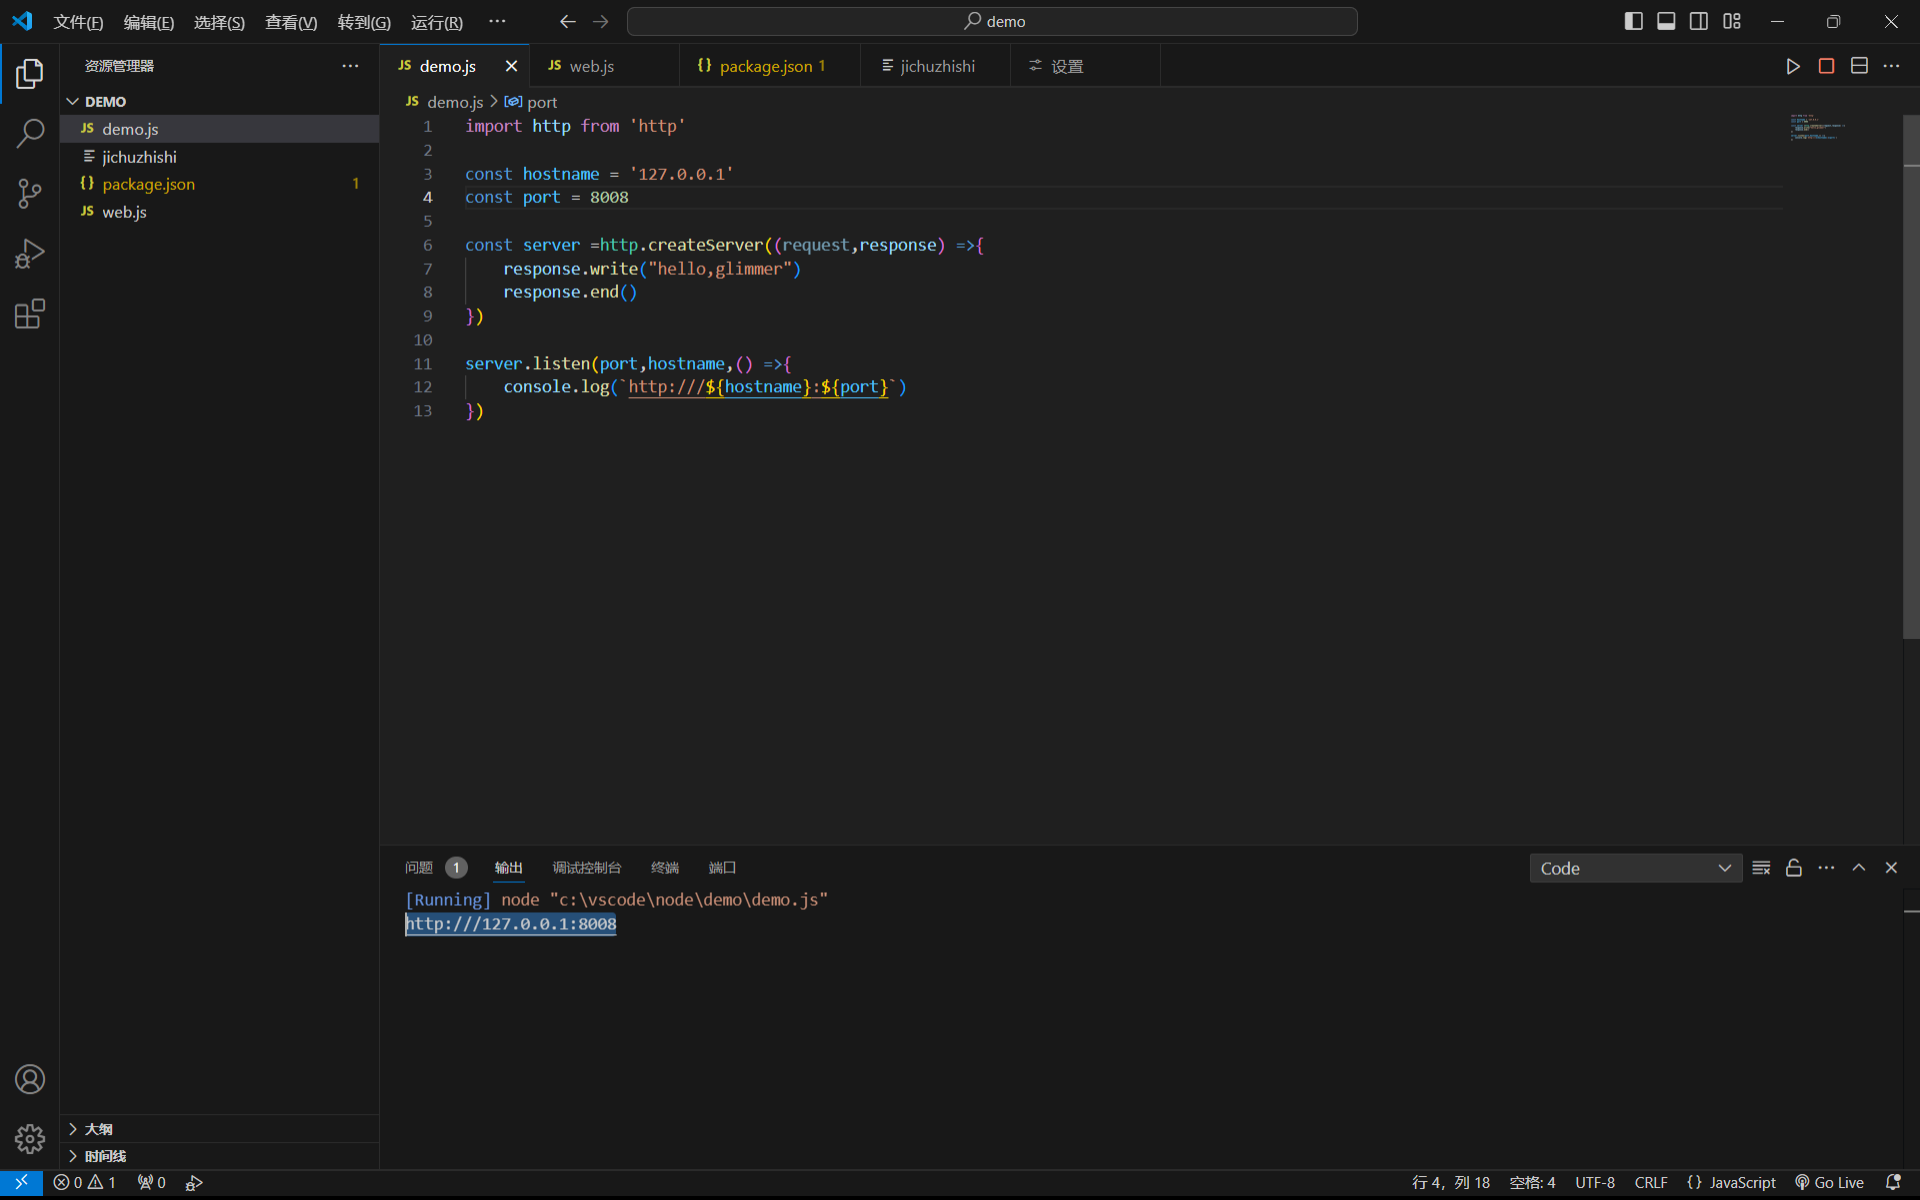 文件(F) 编辑(E) 选择(S) 查看(V) 转到(G) 运行(R) ··· demo
资源管理器 ···
DEMO
JS demo.js
jichuzhishi
{} package.json 1
JS web.js
大纲
时间线
JS demo.js JS web.js {} package.json 1 jichuzhishi 设置
JS demo.js > port
1 import http from 'http'
2
3 const hostname = '127.0.0.1'
4 const port = 8008
5
6 const server =http.createServer((request,response) =>{
7     response.write("hello,glimmer")
8     response.end()
9 })
10
11 server.listen(port,hostname,() =>{
12     console.log(`http:///${hostname}:${port}`)
13 })
问题 1 输出 调试控制台 终端 端口 Code
[Running] node "c:\vscode\node\demo\demo.js"
http:///127.0.0.1:8008
0 1 0 行 4，列 18 空格: 4 UTF-8 CRLF {} JavaScript Go Live